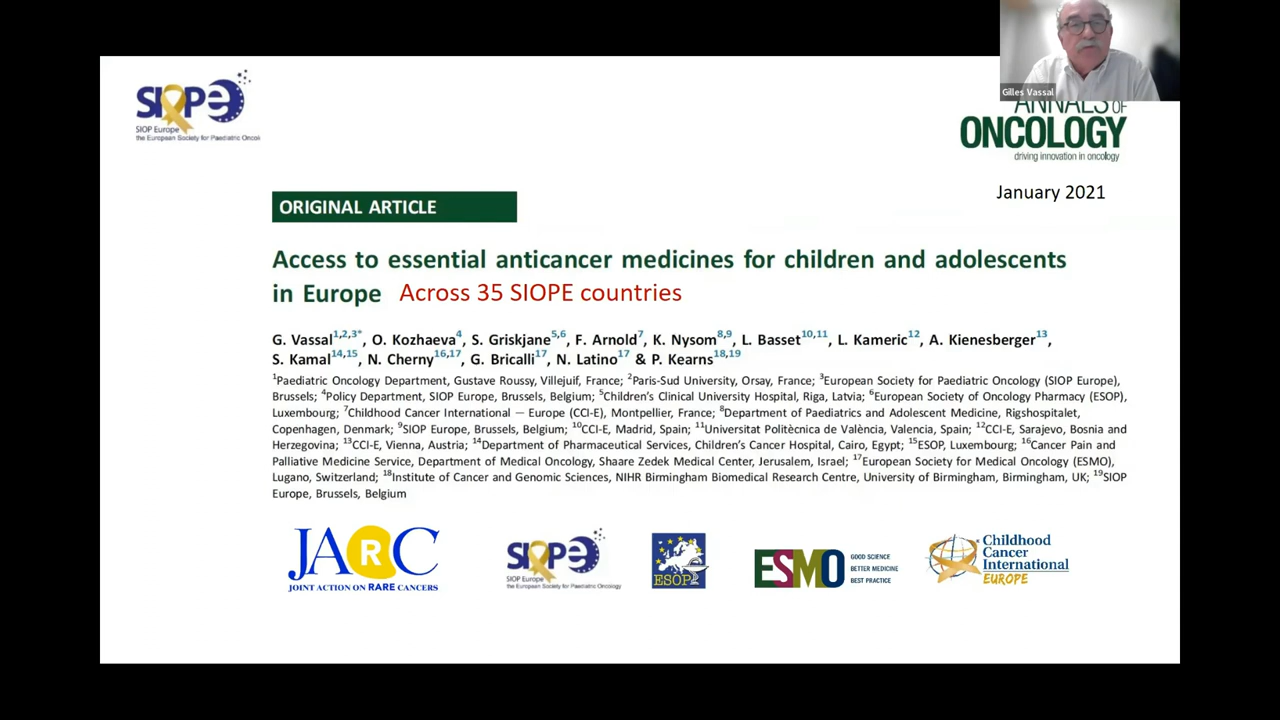 SIOPe
SIOP Europe
the European Society for Paediatric Oncol
Gilles Vassal
ANNALS OF
ONCOLOGY
driving innovation in oncology
January 2021
ORIGINAL ARTICLE
Access to essential anticancer medicines for children and adolescents
in Europe Across 35 SIOPE countries
G. Vassal1,2,3*, O. Kozhaeva4, S. Griskjane5,6, F. Arnold7, K. Nysom8,9, L. Basset10,11, L. Kameric12, A. Kienesberger13,
S. Kamal14,15, N. Cherny16,17, G. Bricalli17, N. Latino17 & P. Kearns18,19
1Paediatric Oncology Department, Gustave Roussy, Villejuif, France; 2Paris-Sud University, Orsay, France; 3European Society for Paediatric Oncology (SIOP Europe),
Brussels; 4Policy Department, SIOP Europe, Brussels, Belgium; 5Children's Clinical University Hospital, Riga, Latvia; 6European Society of Oncology Pharmacy (ESOP),
Luxembourg; 7Childhood Cancer International — Europe (CCI-E), Montpellier, France; 8Department of Paediatrics and Adolescent Medicine, Rigshospitalet,
Copenhagen, Denmark; 9SIOP Europe, Brussels, Belgium; 10CCI-E, Madrid, Spain; 11Universitat Politècnica de València, Valencia, Spain; 12CCI-E, Sarajevo, Bosnia and
Herzegovina; 13CCI-E, Vienna, Austria; 14Department of Pharmaceutical Services, Children's Cancer Hospital, Cairo, Egypt; 15ESOP, Luxembourg; 16Cancer Pain and
Palliative Medicine Service, Department of Medical Oncology, Shaare Zedek Medical Center, Jerusalem, Israel; 17European Society for Medical Oncology (ESMO),
Lugano, Switzerland; 18Institute of Cancer and Genomic Sciences, NIHR Birmingham Biomedical Research Centre, University of Birmingham, Birmingham, UK; 19SIOP
Europe, Brussels, Belgium
JARC
JOINT ACTION ON RARE CANCERS
SIOPe
SIOP Europe
the European Society for Paediatric Oncology
ESOP
ESMO
GOOD SCIENCE
BETTER MEDICINE
BEST PRACTICE
Childhood
Cancer
International
EUROPE